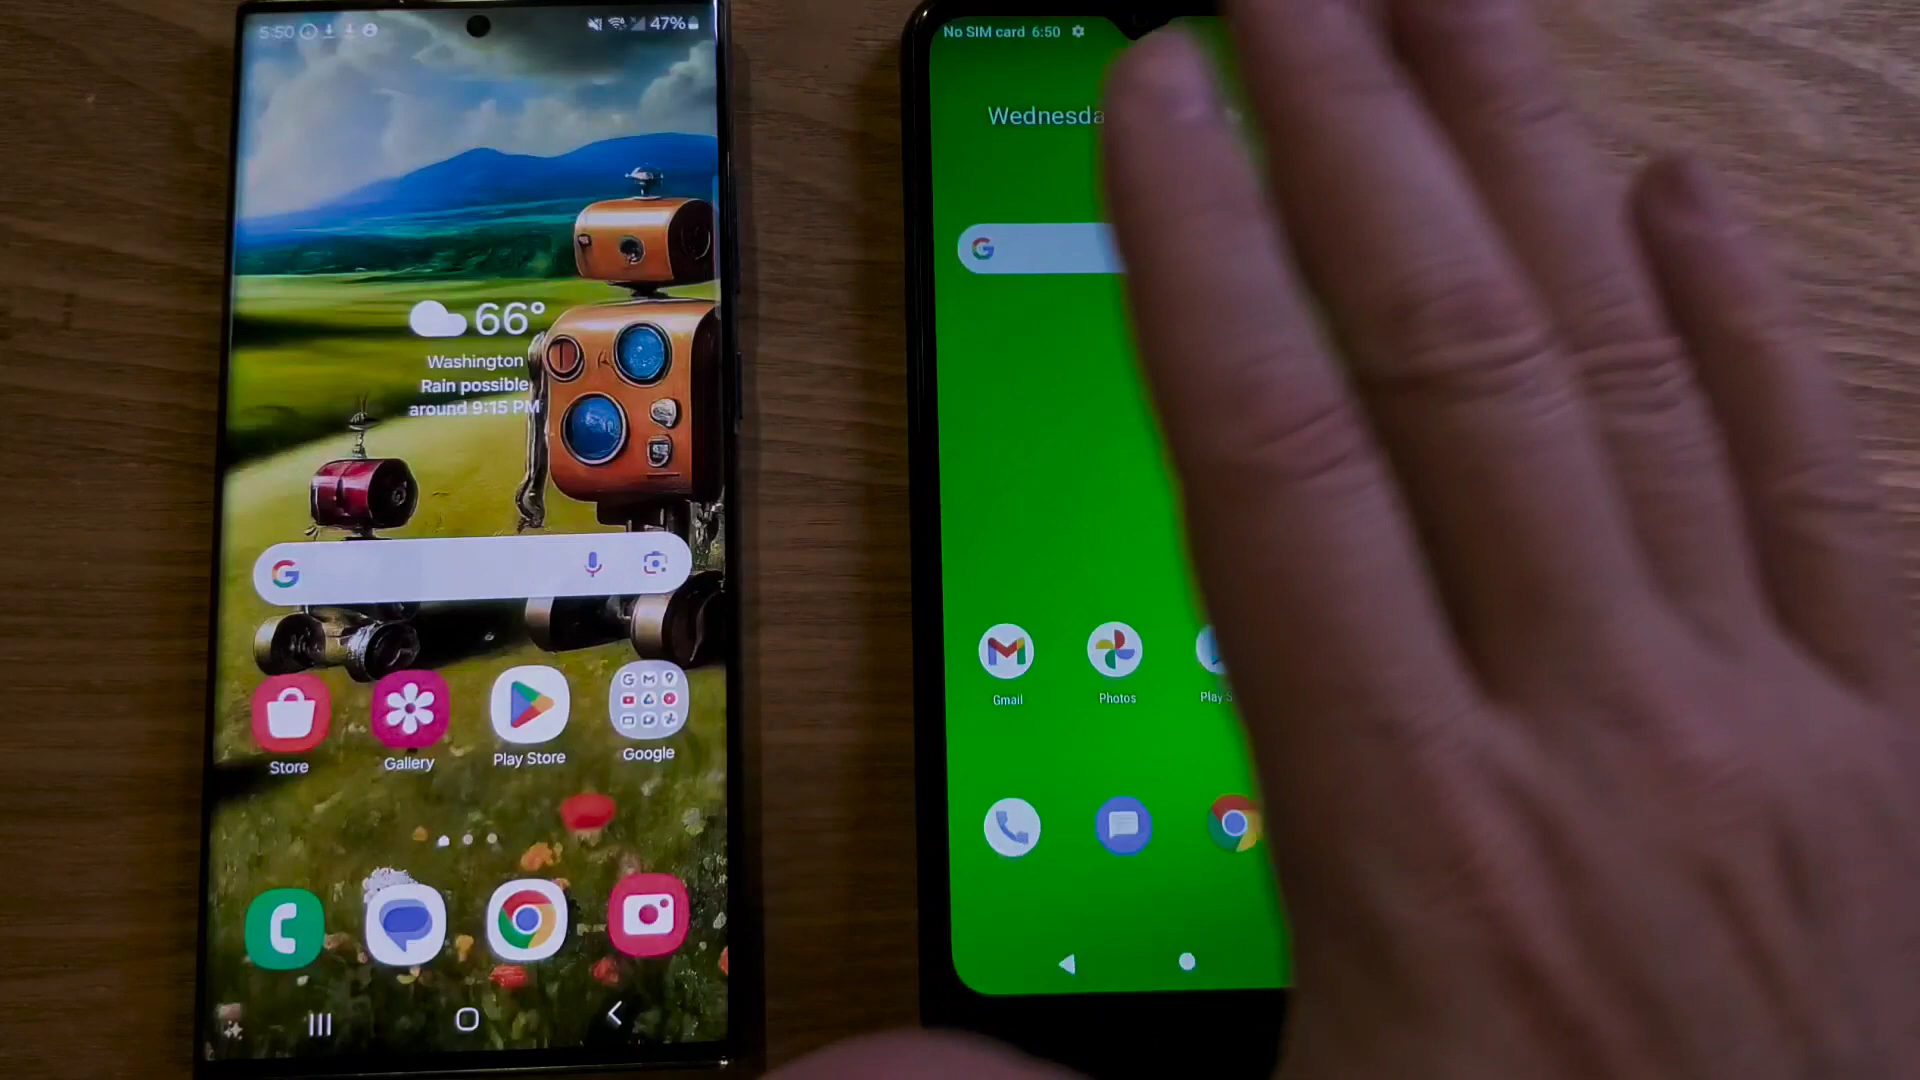 5:50
47%
66°
Washington
Rain possible
around 9:15 PM
Store
Gallery
Play Store
Google
No SIM card 6:50
Wednesda
Gmail
Photos
Play S